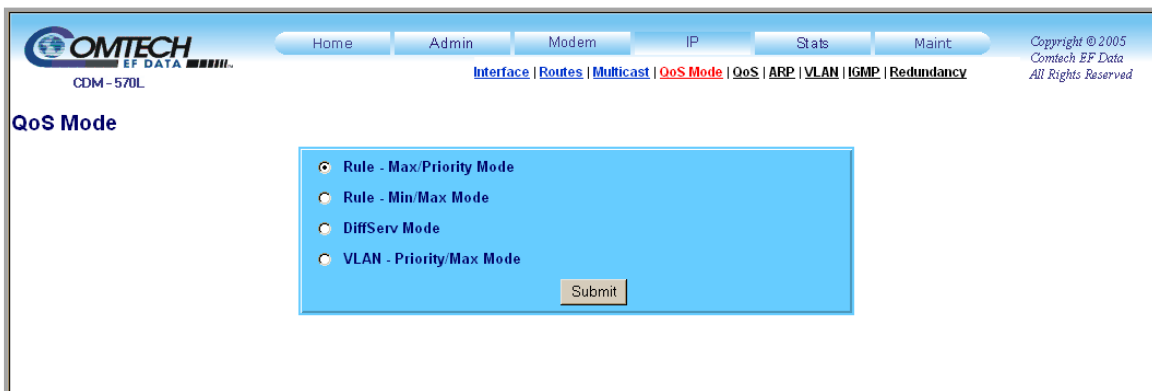 COMTECH
EF DATA
CDM - 570L
Home Admin Modem IP Stats Maint
Interface | Routes | Multicast | QoS Mode | QoS | ARP | VLAN | IGMP | Redundancy
Copyright © 2005
Comtech EF Data
All Rights Reserved
QoS Mode
Rule - Max/Priority Mode
Rule - Min/Max Mode
DiffServ Mode
VLAN - Priority/Max Mode
Submit